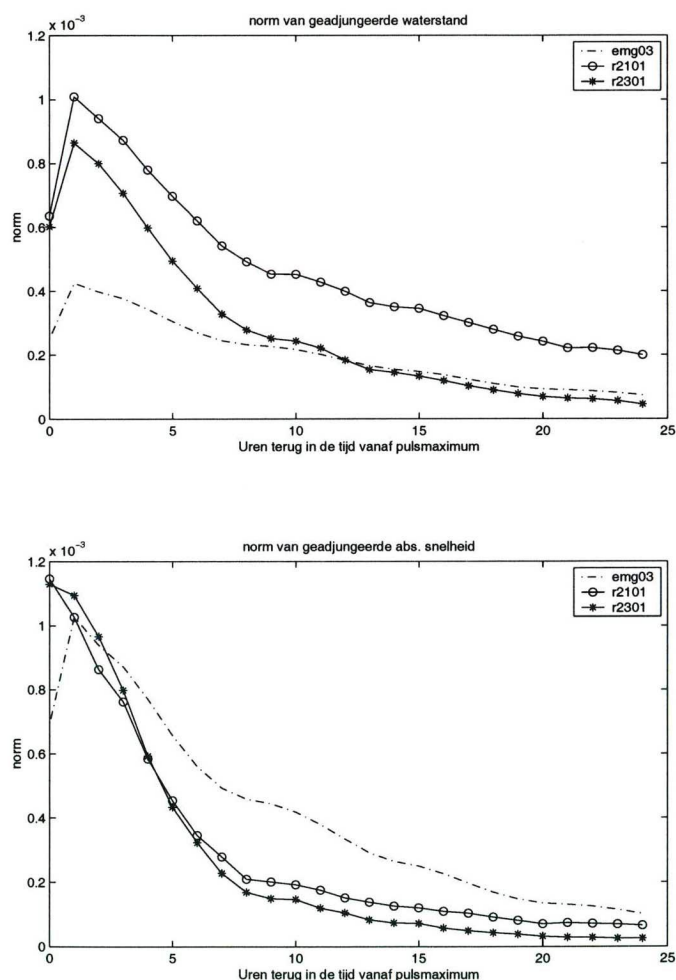 x 10⁻³
norm van geadjungeerde waterstand
1.2
1
0.8
0.6
0.4
0.2
0
norm
emg03
r2101
r2301
0 5 10 15 20 25
Uren terug in de tijd vanaf pulsmaximum
x 10⁻³
norm van geadjungeerde abs. snelheid
1.2
1
0.8
0.6
0.4
0.2
0
norm
emg03
r2101
r2301
0 5 10 15 20 25
Uren terug in de tijd vanaf pulsmaximum